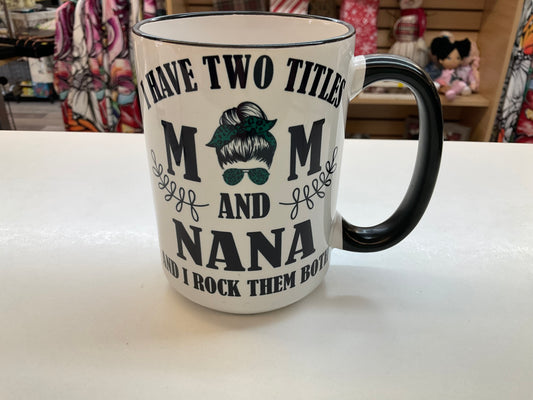 I HAVE TWO TITLES
M M
AND
NANA
AND I ROCK THEM BOTH